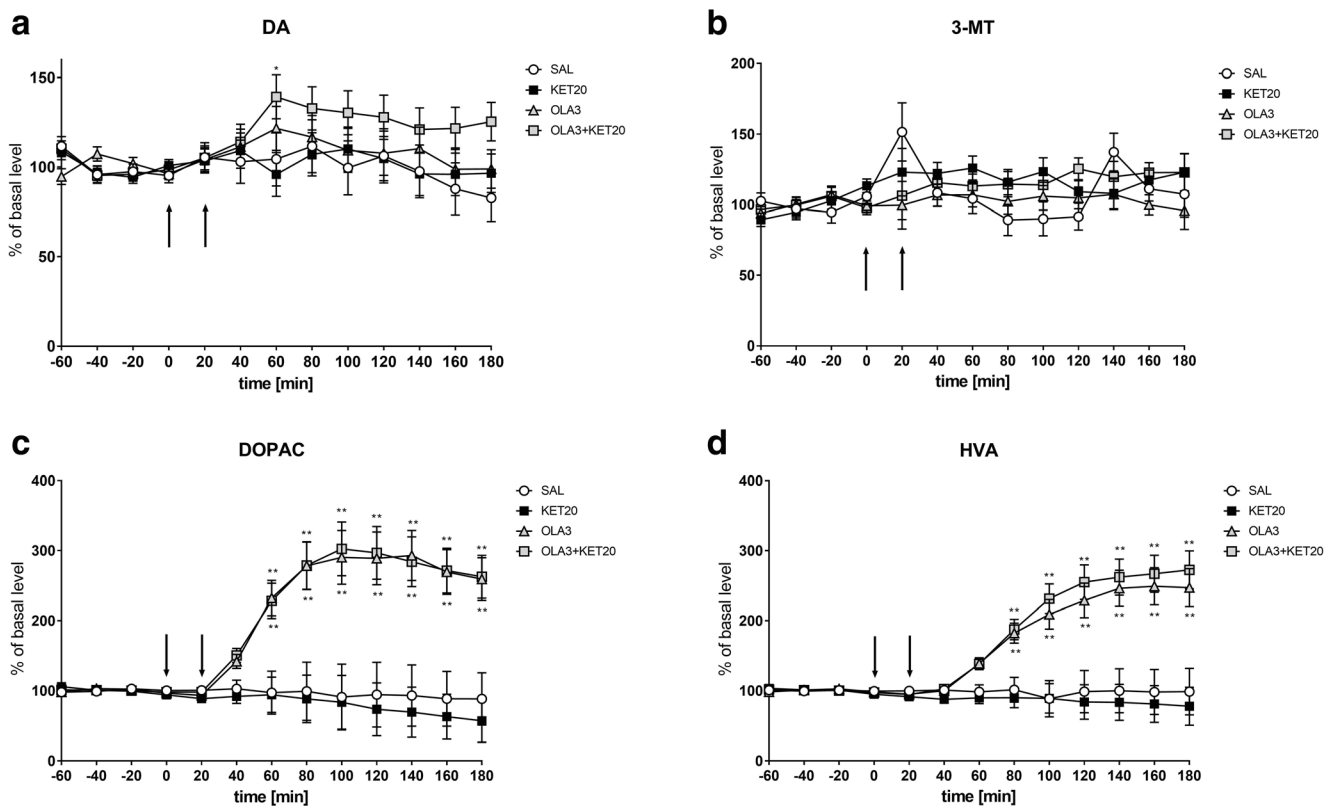 a
DA
% of basal level
150
100
50
0
*
-60 -40 -20 0 20 40 60 80 100 120 140 160 180
time [min]
SAL
KET20
OLA3
OLA3+KET20
b
3-MT
% of basal level
200
150
100
50
0
-60 -40 -20 0 20 40 60 80 100 120 140 160 180
time [min]
SAL
KET20
OLA3
OLA3+KET20
c
DOPAC
% of basal level
400
300
200
100
0
** ** ** ** ** ** **
** ** ** ** ** ** **
-60 -40 -20 0 20 40 60 80 100 120 140 160 180
time [min]
SAL
KET20
OLA3
OLA3+KET20
d
HVA
% of basal level
400
300
200
100
0
** ** ** ** ** **
** ** ** ** ** **
-60 -40 -20 0 20 40 60 80 100 120 140 160 180
time [min]
SAL
KET20
OLA3
OLA3+KET20